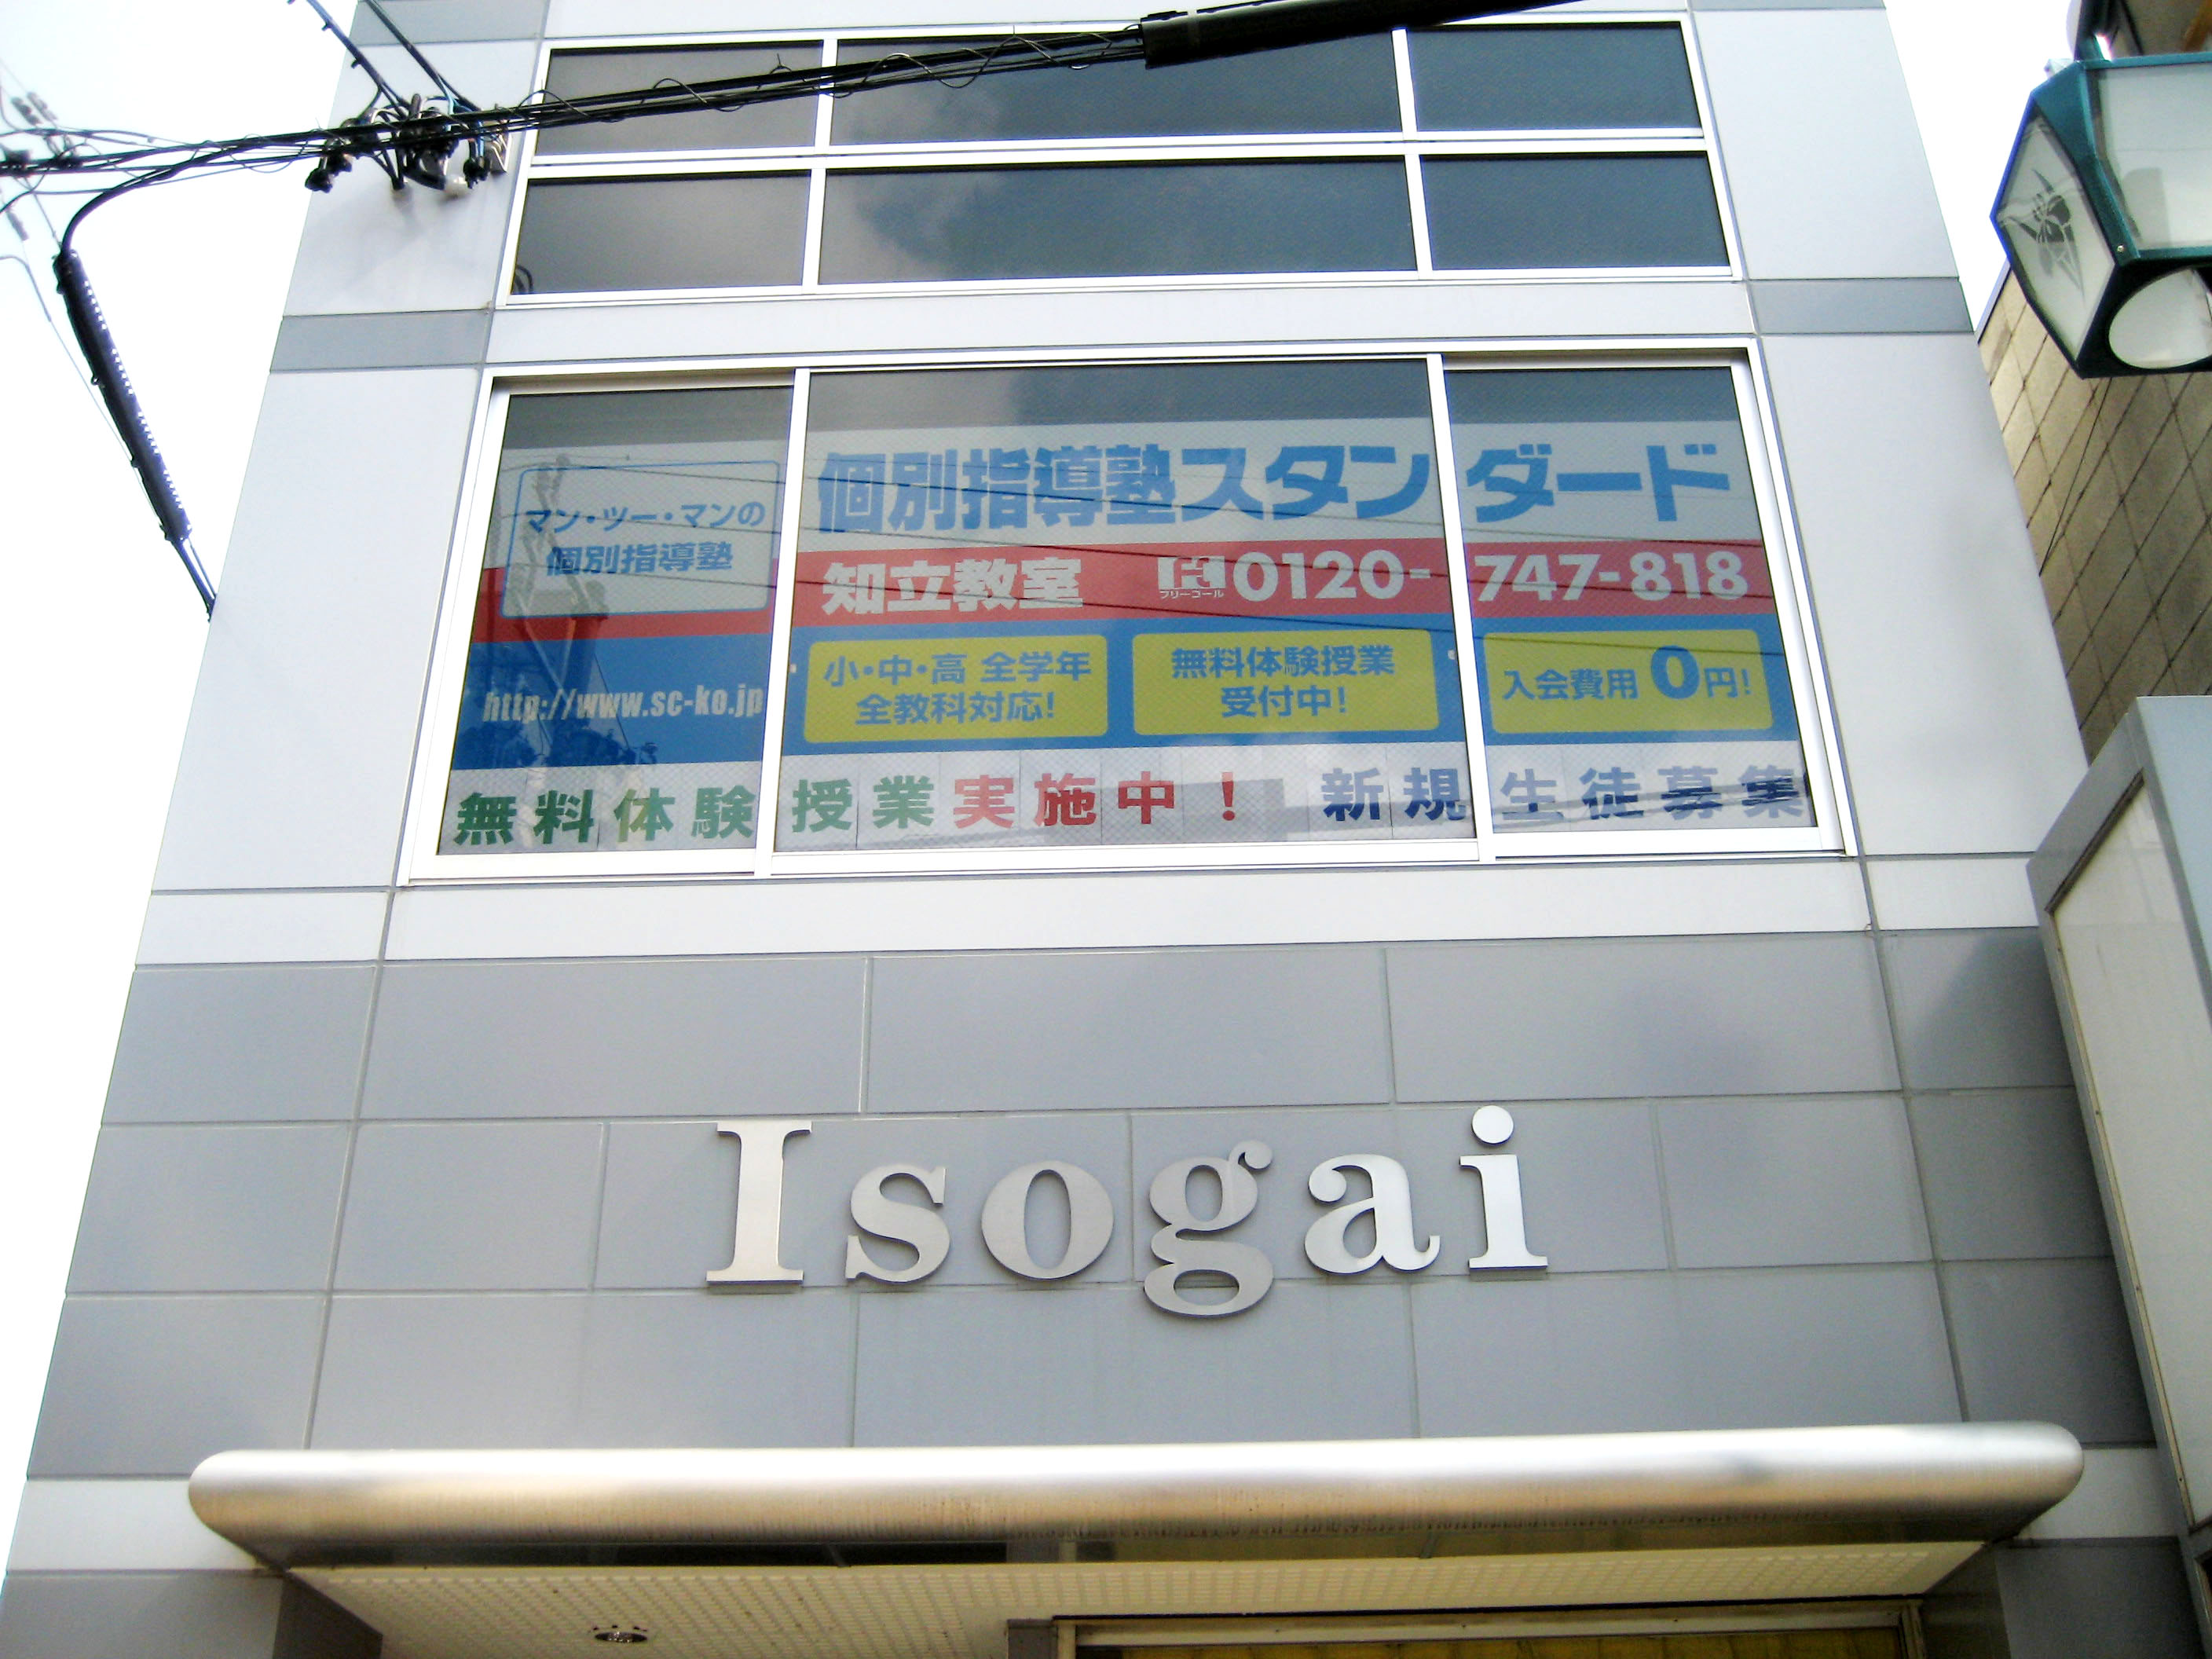 マン・ツー・マンの
個別指導塾
個別指導塾スタンダード
知立教室 フリーコール 0120-747-818
http://www.sc-ko.jp
小・中・高 全学年
全教科対応!
無料体験授業
受付中!
入会費用 0円!
無料体験授業実施中! 新規生徒募集
Isogai